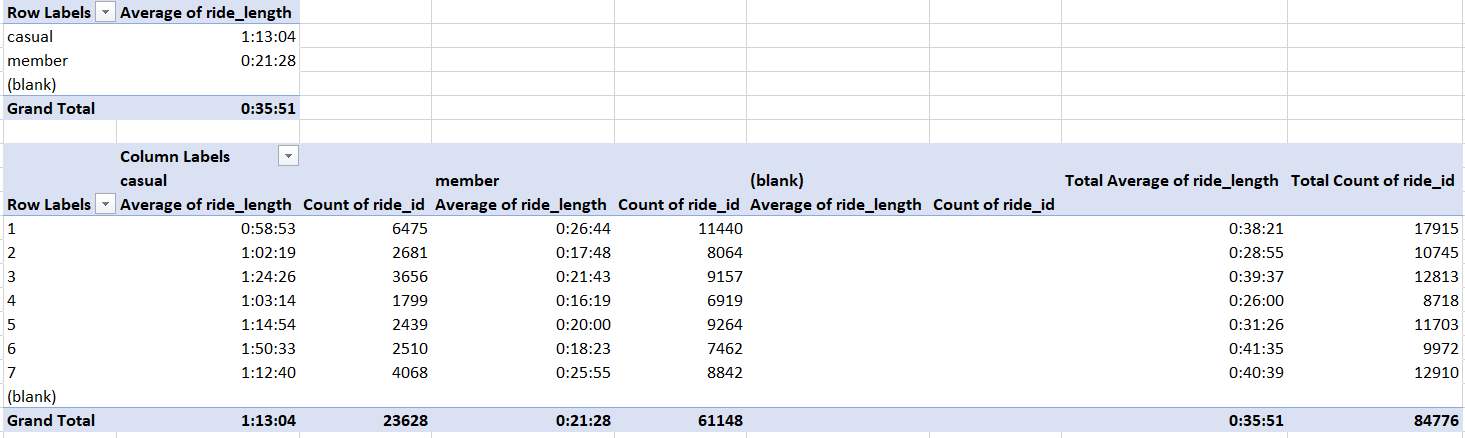 Row Labels Average of ride_length
casual 1:13:04
member 0:21:28
(blank)
Grand Total 0:35:51
Column Labels
casual member (blank) Total Average of ride_length Total Count of ride_id
Row Labels Average of ride_length Count of ride_id Average of ride_length Count of ride_id Average of ride_length Count of ride_id
1 0:58:53 6475 0:26:44 11440 0:38:21 17915
2 1:02:19 2681 0:17:48 8064 0:28:55 10745
3 1:24:26 3656 0:21:43 9157 0:39:37 12813
4 1:03:14 1799 0:16:19 6919 0:26:00 8718
5 1:14:54 2439 0:20:00 9264 0:31:26 11703
6 1:50:33 2510 0:18:23 7462 0:41:35 9972
7 1:12:40 4068 0:25:55 8842 0:40:39 12910
(blank)
Grand Total 1:13:04 23628 0:21:28 61148 0:35:51 84776